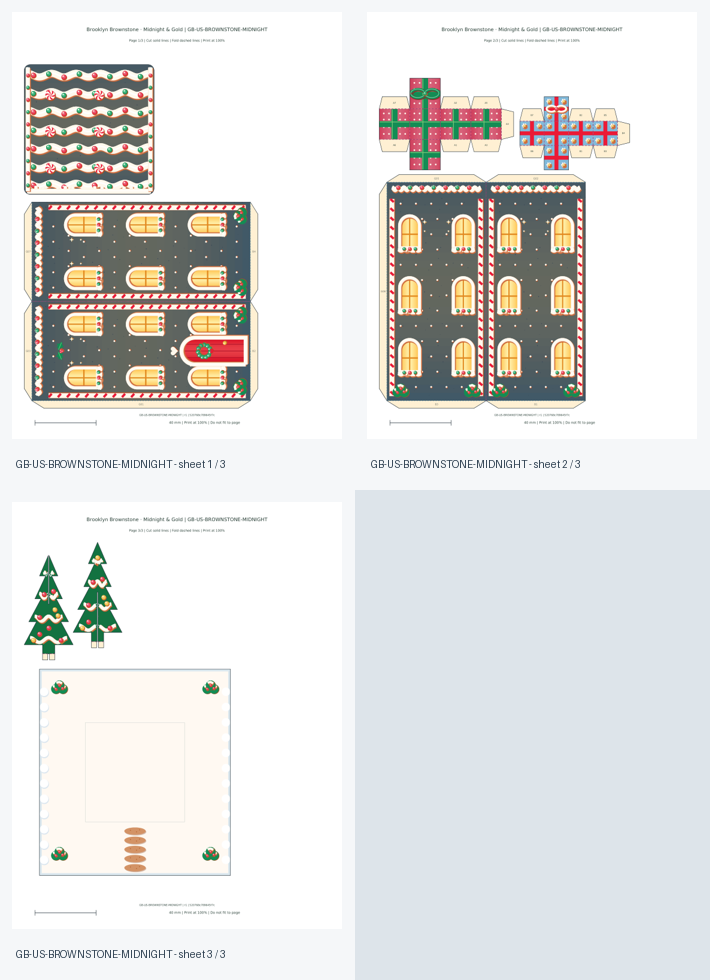 Brooklyn Brownstone · Midnight & Gold | GB-US-BROWNSTONE-MIDNIGHT
Page 1/3 | Cut solid lines | Fold dashed lines | Print at 100%
40 mm | Print at 100% | Do not fit to page
GB-US-BROWNSTONE-MIDNIGHT - sheet 1 / 3
Brooklyn Brownstone · Midnight & Gold | GB-US-BROWNSTONE-MIDNIGHT
Page 2/3 | Cut solid lines | Fold dashed lines | Print at 100%
40 mm | Print at 100% | Do not fit to page
GB-US-BROWNSTONE-MIDNIGHT - sheet 2 / 3
Brooklyn Brownstone · Midnight & Gold | GB-US-BROWNSTONE-MIDNIGHT
Page 3/3 | Cut solid lines | Fold dashed lines | Print at 100%
40 mm | Print at 100% | Do not fit to page
GB-US-BROWNSTONE-MIDNIGHT - sheet 3 / 3